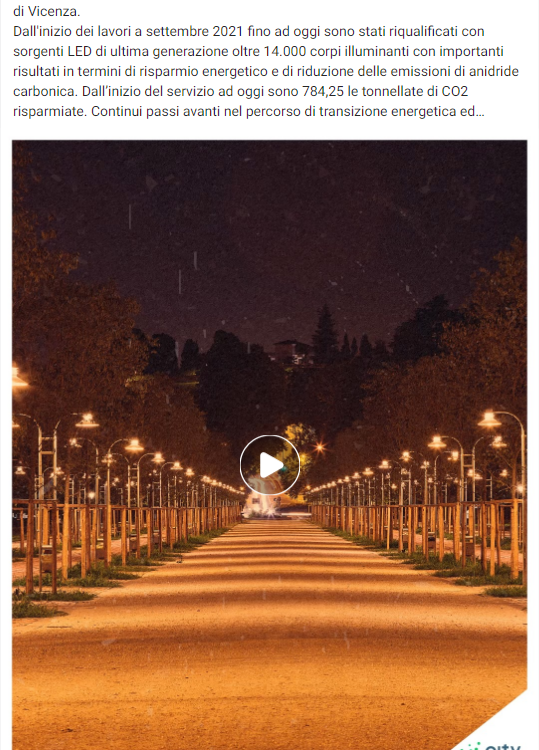 di Vicenza.
Dall'inizio dei lavori a settembre 2021 fino ad oggi sono stati riqualificati con
sorgenti LED di ultima generazione oltre 14.000 corpi illuminanti con importanti
risultati in termini di risparmio energetico e di riduzione delle emissioni di anidride
carbonica. Dall'inizio del servizio ad oggi sono 784,25 le tonnellate di CO2
risparmiate. Continui passi avanti nel percorso di transizione energetica ed...